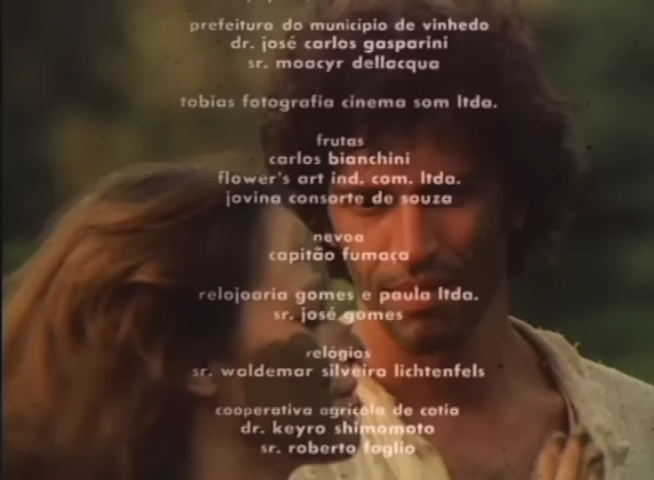 prefeitura do município de vinhedo
dr. josé carlos gasparini
sr. moacyr dellacqua
tobias fotografia cinema som ltda.
frutas
carlos bianchini
flower's art ind. com. ltda.
jovina consorte de souza
nevoa
capitão fumaça
relojoaria gomes e paula ltda.
sr. josé gomes
relógios
sr. waldemar silveira lichtenfels
cooperativa agrícola de cotia
dr. keyro shimomoto
sr. roberto faglio